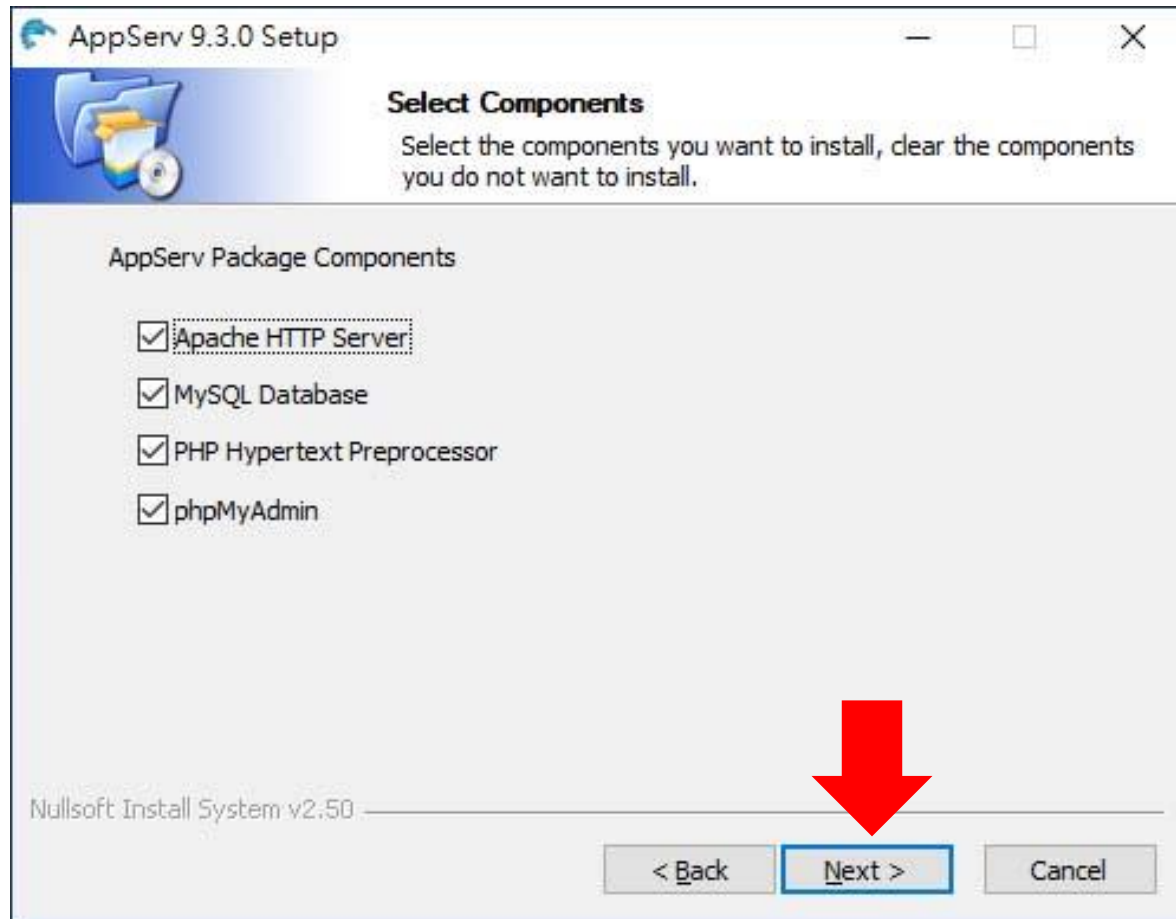 AppServ 9.3.0 Setup
Select Components
Select the components you want to install, clear the components
you do not want to install.
AppServ Package Components
Apache HTTP Server
MySQL Database
PHP Hypertext Preprocessor
phpMyAdmin
Nullsoft Install System v2.50
< Back
Next >
Cancel